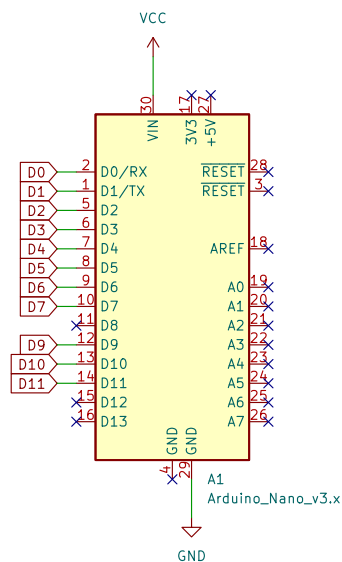 VCC
30 17 27
VIN 3V3 +5V
D0 2 D0/RX RESET 28
D1 1 D1/TX RESET 3
D2 5 D2
D3 6 D3
D4 7 D4 AREF 18
D5 8 D5
D6 9 D6 A0 19
D7 10 D7 A1 20
11 D8 A2 21
D9 12 D9 A3 22
D10 13 D10 A4 23
D11 14 D11 A5 24
15 D12 A6 25
16 D13 A7 26
GND GND
4 29
A1
Arduino_Nano_v3.x
GND